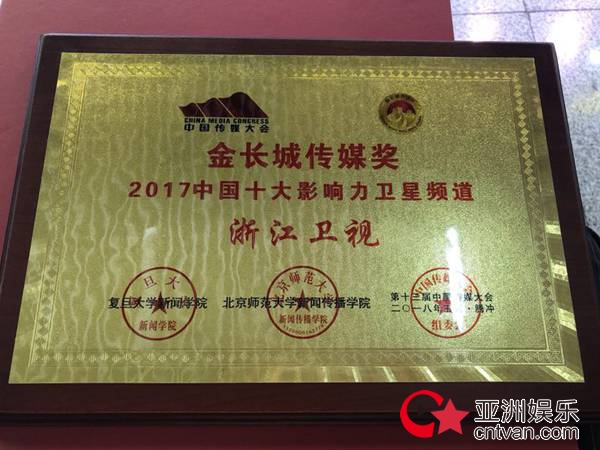 CHINA MEDIA CONGRESS
中国传媒大会
金长城传媒奖
2017中国十大影响力卫星频道
浙江卫视
复旦大学新闻学院
新闻学院
北京师范大学新闻传播学院
新闻传播学院
第十三届中国传媒大会
组委会
亚洲娱乐
cntvan.com